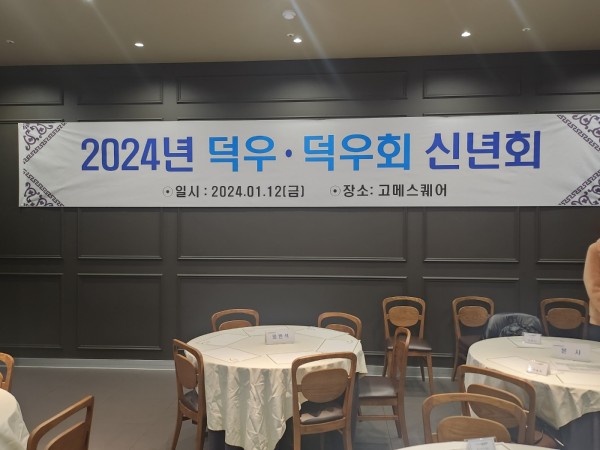 2024년 덕우·덕우회 신년회
일시 : 2024.01.12(금) 장소: 고메스퀘어